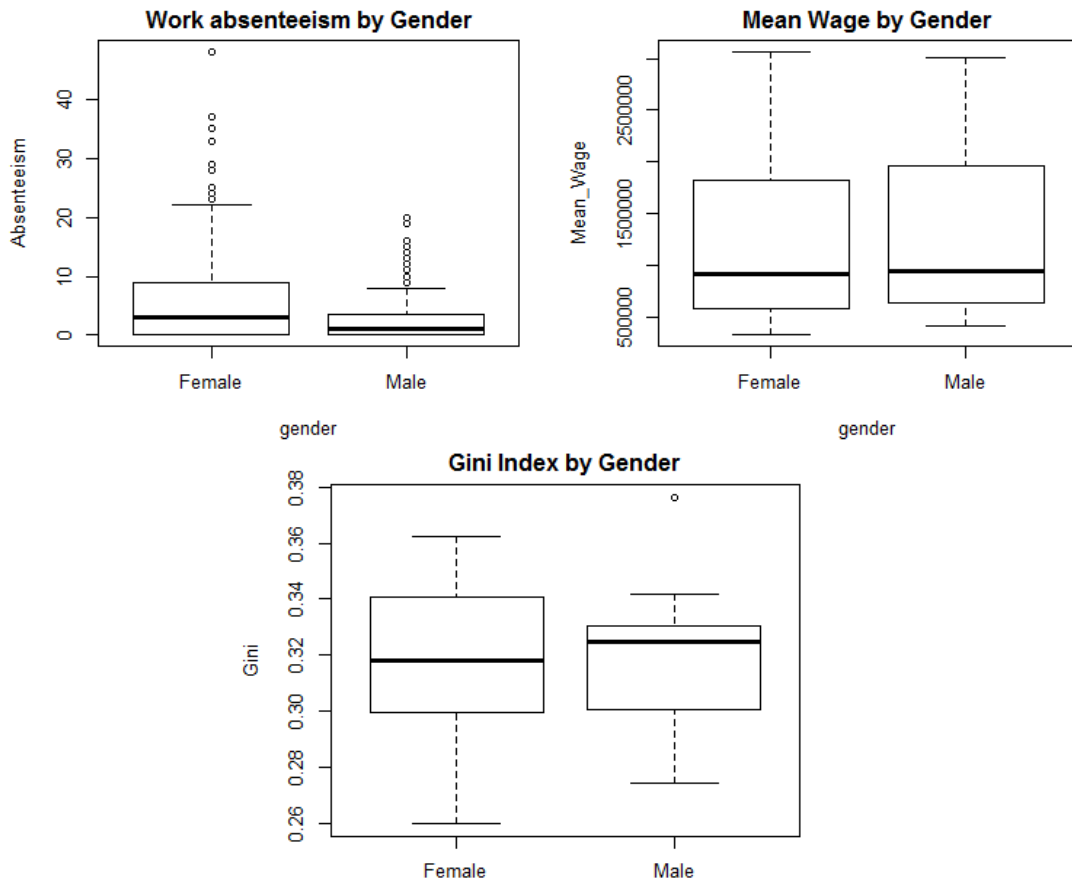 Work absenteeism by Gender
Absenteeism
40
30
20
10
0
Female Male
gender
Mean Wage by Gender
Mean_Wage
2500000
1500000
500000
Female Male
gender
Gini Index by Gender
Gini
0.38
0.36
0.34
0.32
0.30
0.28
0.26
Female Male